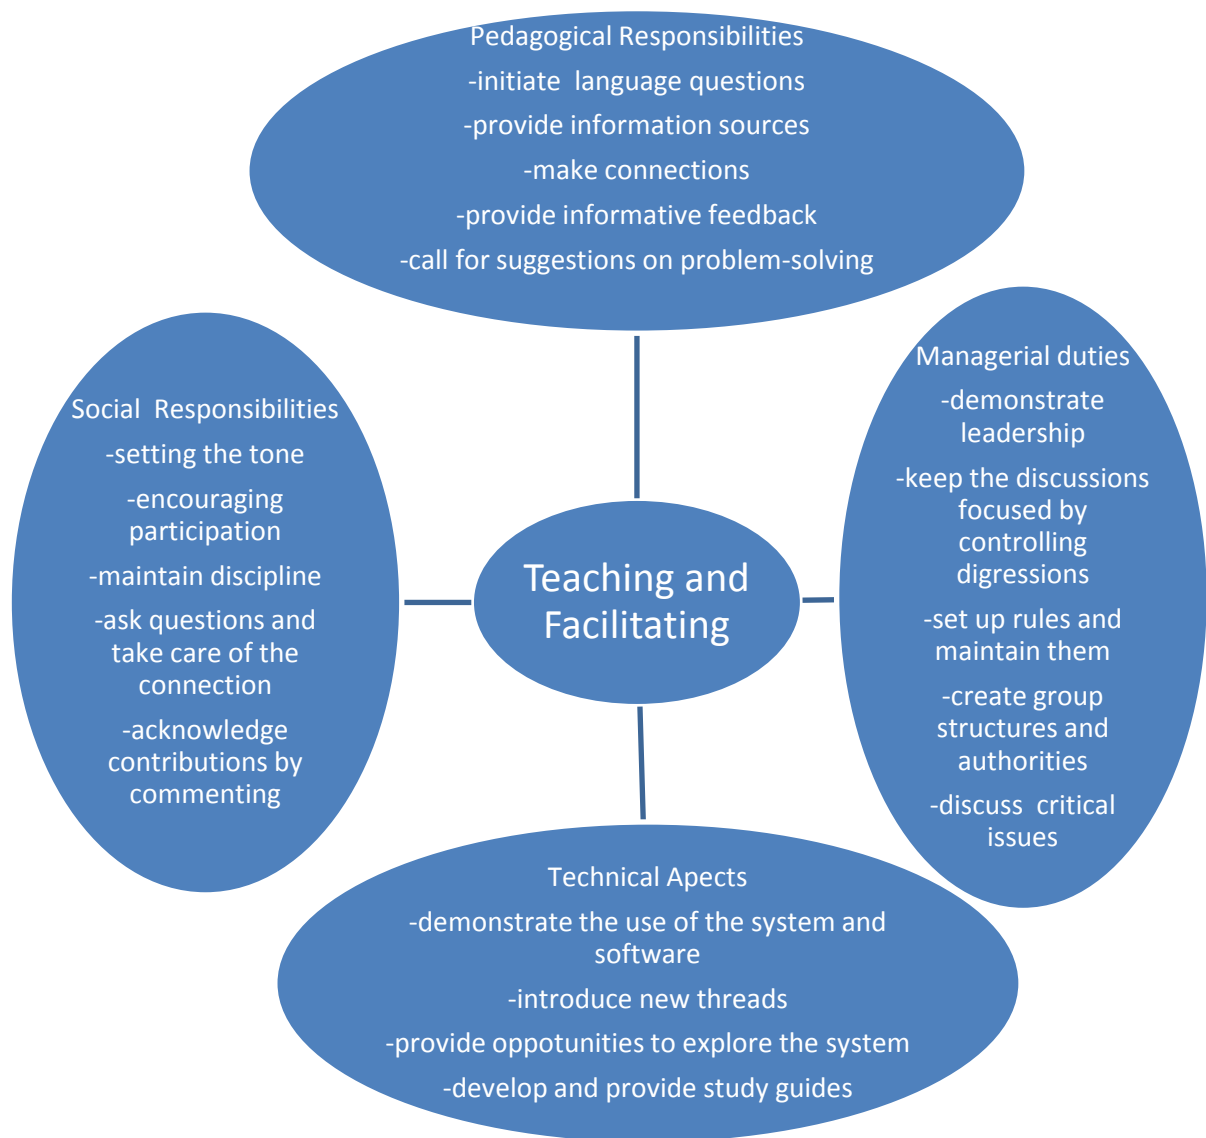 Pedagogical Responsibilities
-initiate  language questions
-provide information sources
-make connections
-provide informative feedback
-call for suggestions on problem-solving
Social  Responsibilities
-setting the tone
-encouraging
participation
-maintain discipline
-ask questions and
take care of the
connection
-acknowledge
contributions by
commenting
Teaching and
Facilitating
Managerial duties
-demonstrate
leadership
-keep the discussions
focused by
controlling
digressions
-set up rules and
maintain them
-create group
structures and
authorities
-discuss  critical
issues
Technical Apects
-demonstrate the use of the system and
software
-introduce new threads
-provide oppotunities to explore the system
-develop and provide study guides